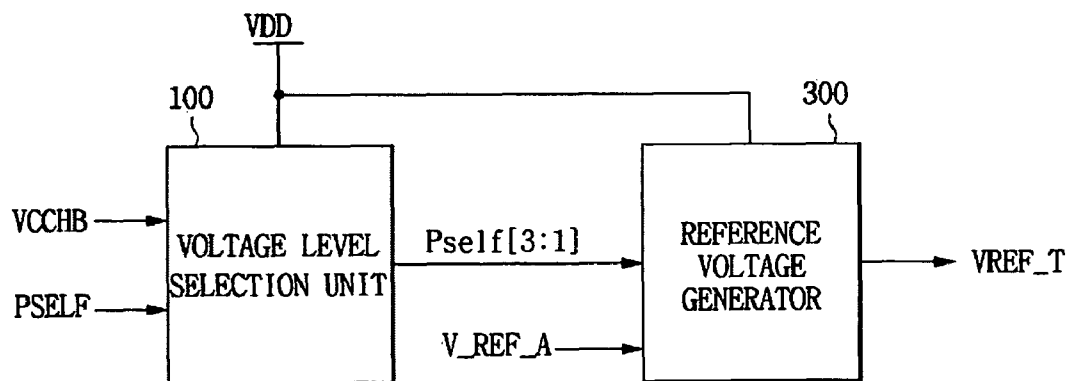 VDD
100
300
VCCHB
PSELF
VOLTAGE LEVEL
SELECTION UNIT
Pself[3:1]
V_REF_A
REFERENCE
VOLTAGE
GENERATOR
VREF_T